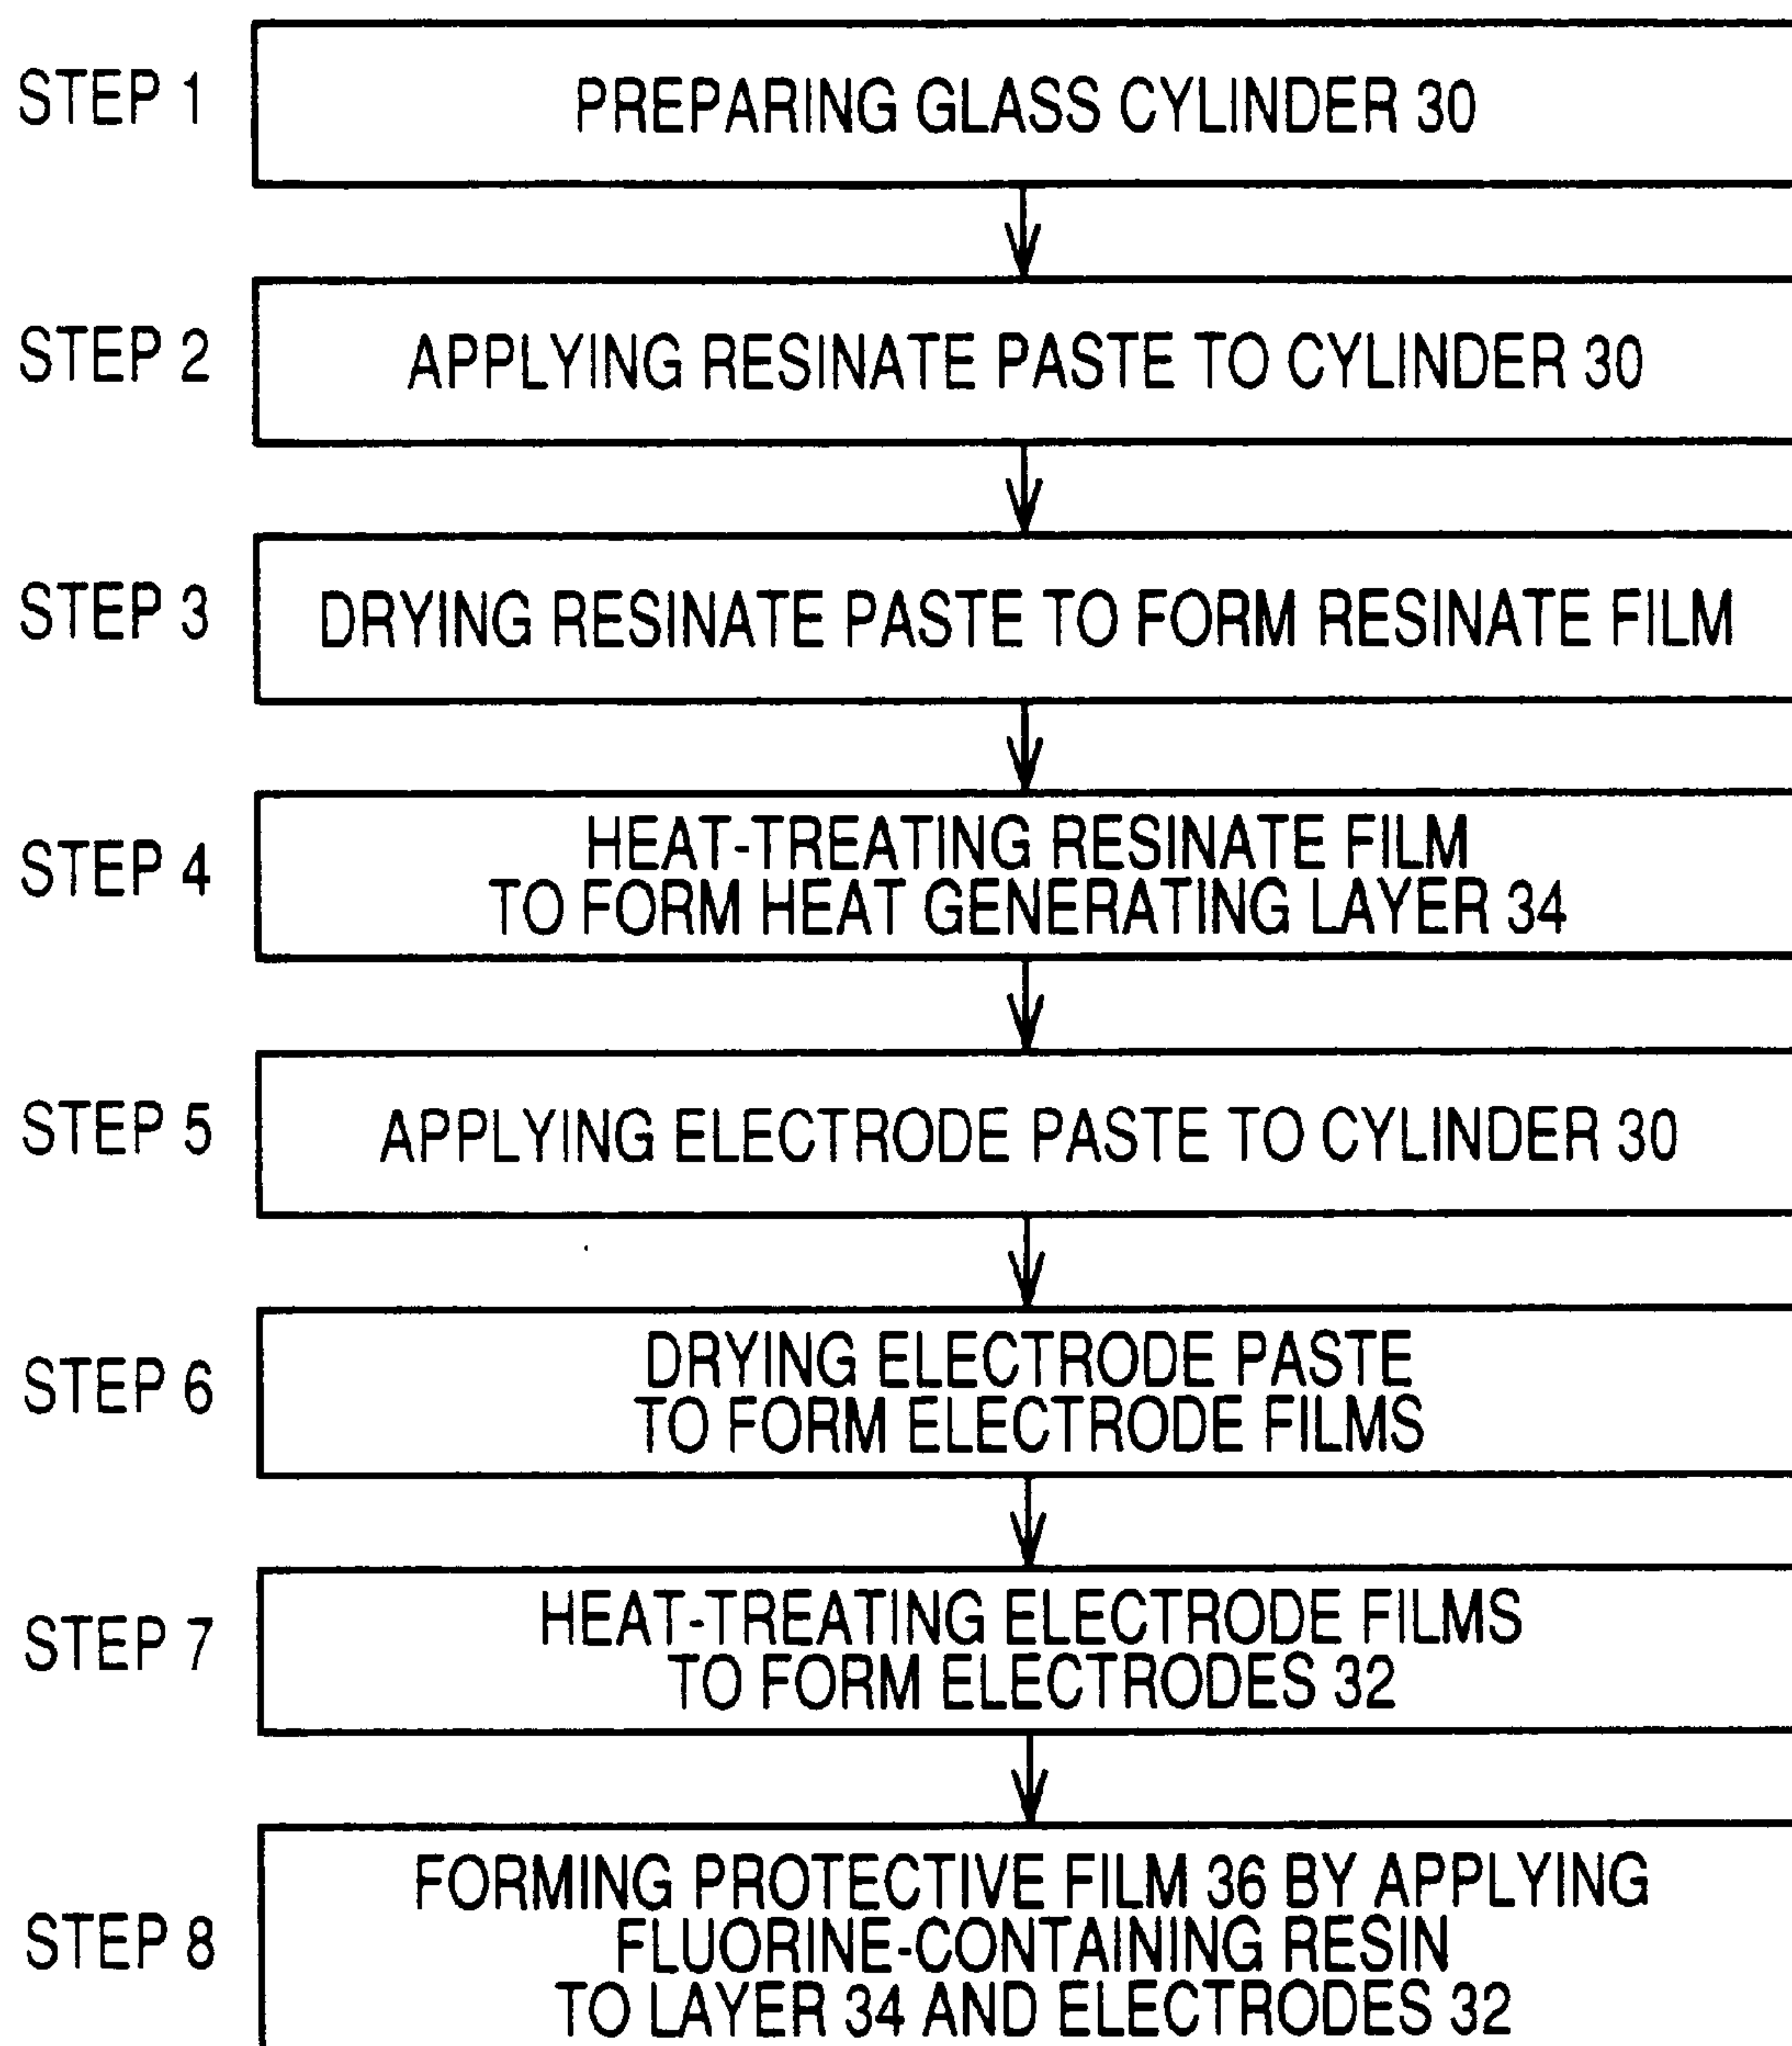 STEP 1
PREPARING GLASS CYLINDER 30
STEP 2
APPLYING RESINATE PASTE TO CYLINDER 30
STEP 3
DRYING RESINATE PASTE TO FORM RESINATE FILM
STEP 4
HEAT-TREATING RESINATE FILM
TO FORM HEAT GENERATING LAYER 34
STEP 5
APPLYING ELECTRODE PASTE TO CYLINDER 30
STEP 6
DRYING ELECTRODE PASTE
TO FORM ELECTRODE FILMS
STEP 7
HEAT-TREATING ELECTRODE FILMS
TO FORM ELECTRODES 32
STEP 8
FORMING PROTECTIVE FILM 36 BY APPLYING
FLUORINE-CONTAINING RESIN
TO LAYER 34 AND ELECTRODES 32